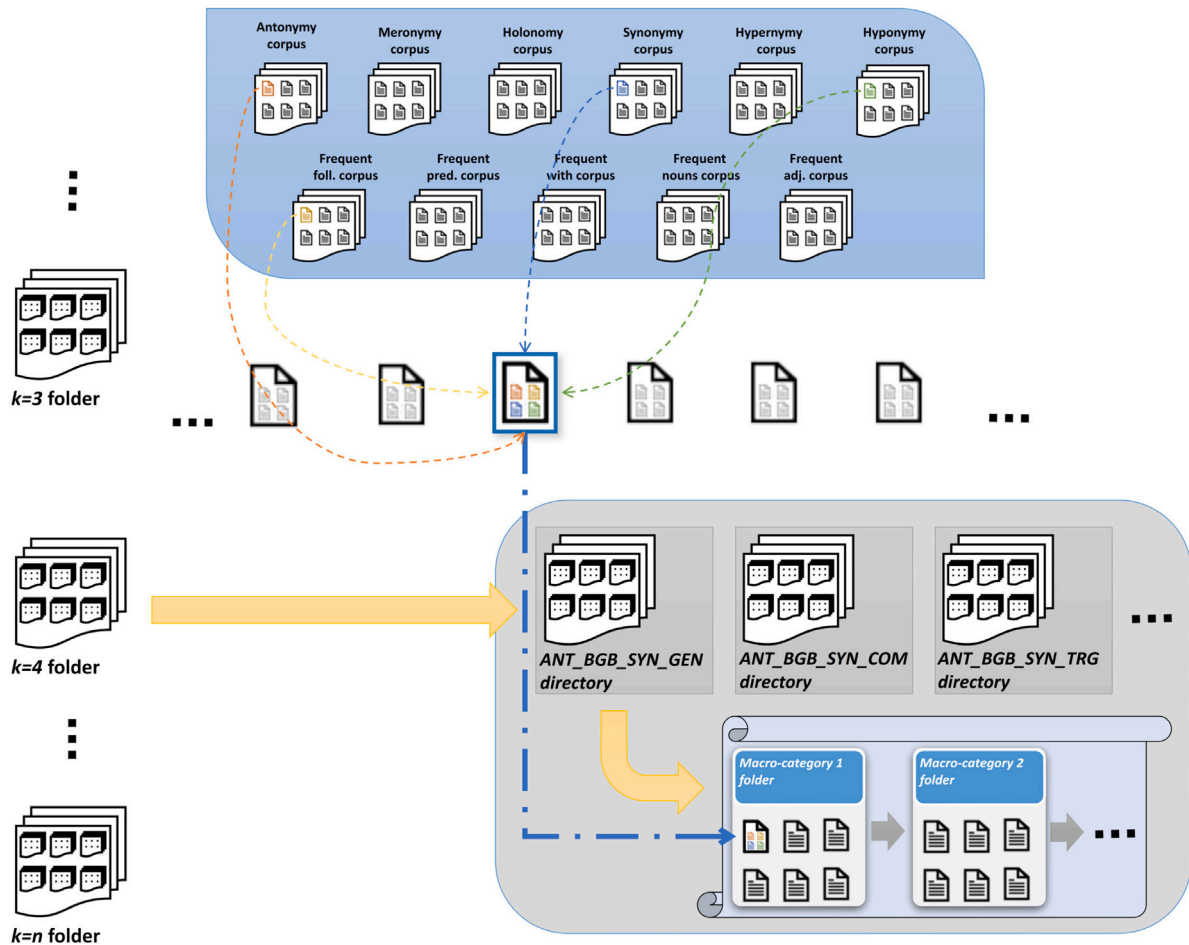 Antonymy
corpus
Meronymy
corpus
Holonomy
corpus
Synonymy
corpus
Hypernymy
corpus
Hyponymy
corpus
Frequent
foll. corpus
Frequent
pred. corpus
Frequent
with corpus
Frequent
nouns corpus
Frequent
adj. corpus
k=3 folder
k=4 folder
k=n folder
ANT_BGB_SYN_GEN
directory
ANT_BGB_SYN_COM
directory
ANT_BGB_SYN_TRG
directory
Macro-category 1
folder
Macro-category 2
folder